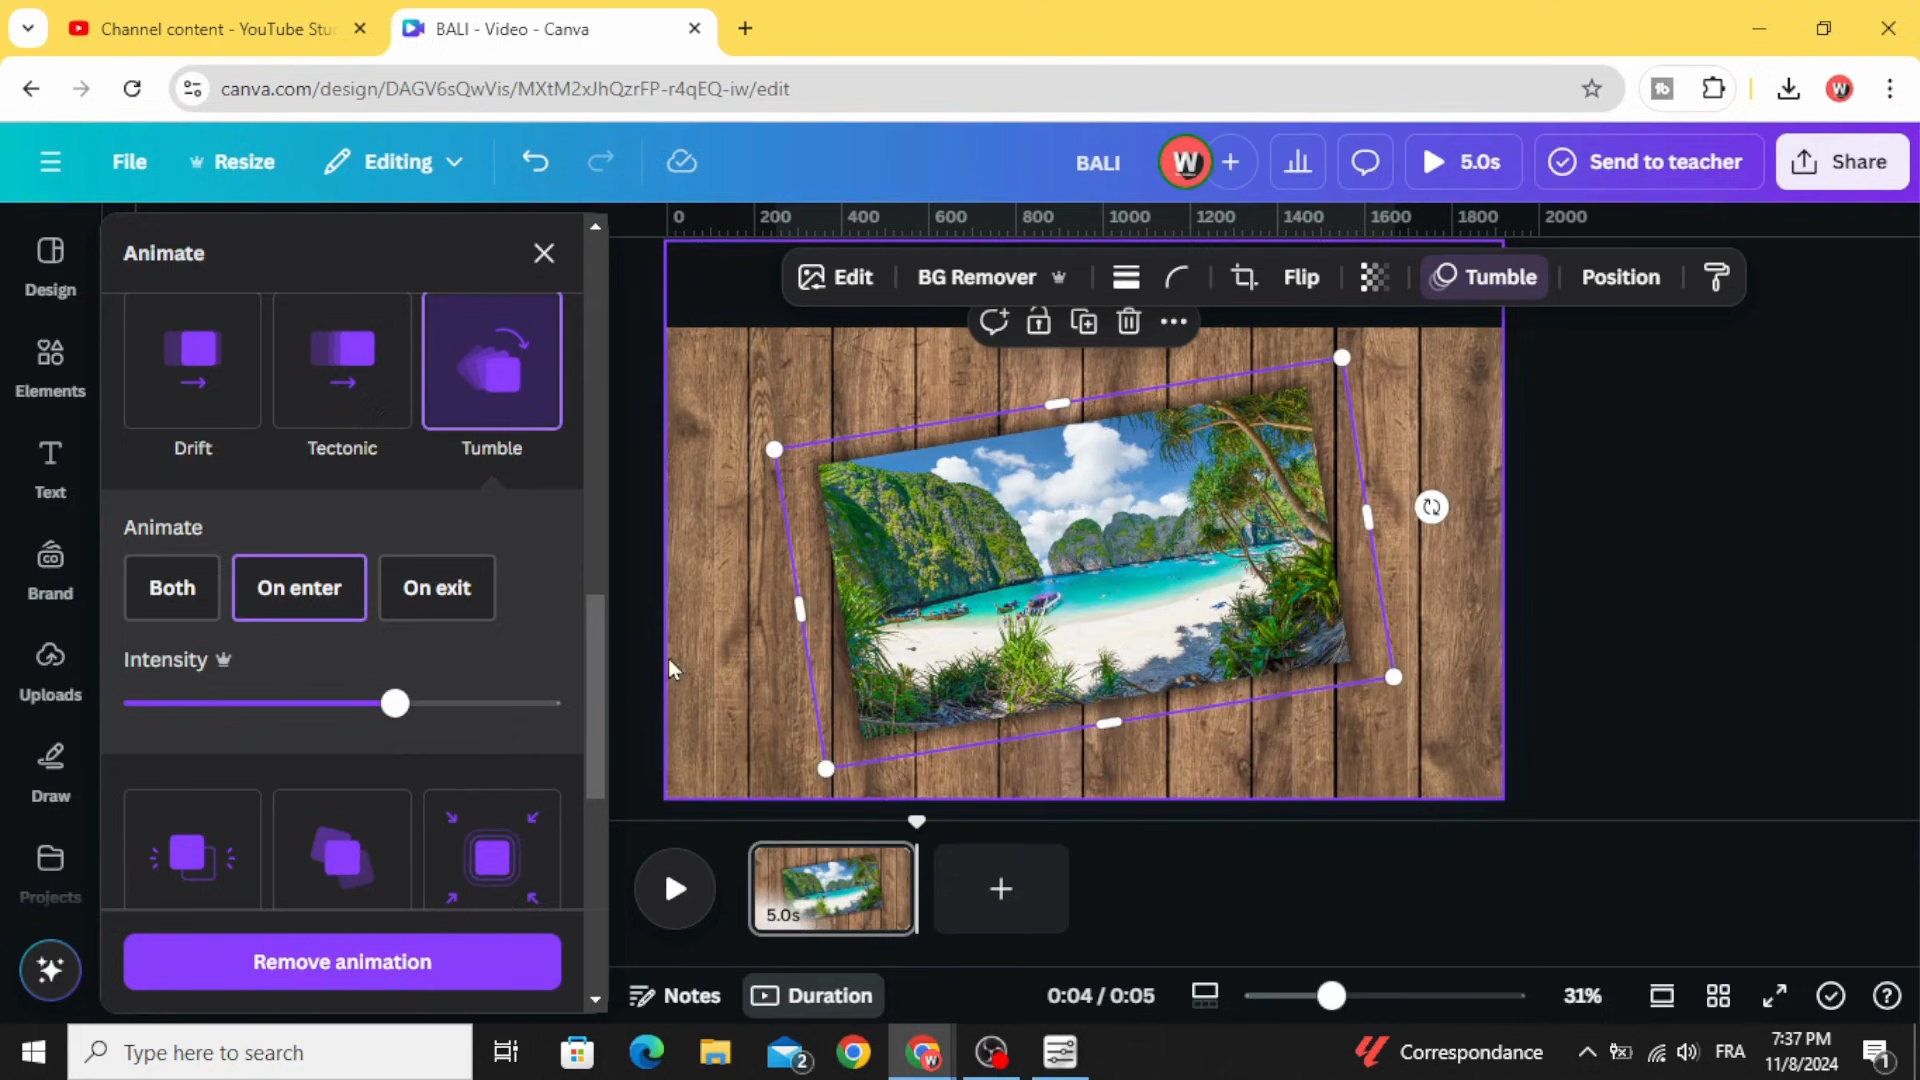 Channel content - YouTube Stu
BALI - Video - Canva
canva.com/design/DAGV6sQwVis/MXtM2xJhQzrFP-r4qEQ-iw/edit
File
Resize
Editing
BALI
W
5.0s
Send to teacher
Share
0 200 400 600 800 1000 1200 1400 1600 1800 2000
Design
Elements
Text
Brand
Uploads
Draw
Projects
Animate
Drift
Tectonic
Tumble
Animate
Both
On enter
On exit
Intensity
Remove animation
Edit
BG Remover
Flip
Tumble
Position
5.0s
Notes
Duration
0:04 / 0:05
31%
Type here to search
2
Correspondance
FRA
7:37 PM
11/8/2024
1